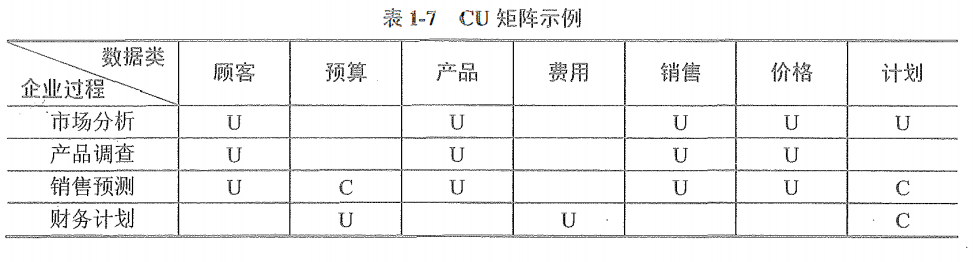 表 1-7 CU 矩阵示例
数据类 企业过程 顾客 预算 产品 费用 销售 价格 计划
市场分析 U U U U U
产品调查 U U U U
销售预测 U C U U U C
财务计划 U U C